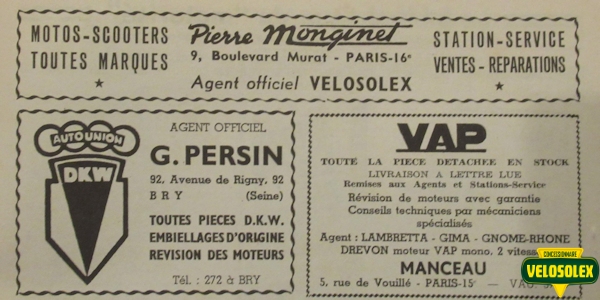 MOTOS-SCOOTERS
TOUTES MARQUES
Pierre Monginet
9, Boulevard Murat - PARIS-16e
Agent officiel VELOSOLEX
STATION-SERVICE
VENTES - REPARATIONS
AUTO UNION
DKW
AGENT OFFICIEL
G. PERSIN
92, Avenue de Rigny, 92
BRY (Seine)
TOUTES PIECES D.K.W.
EMBIELLAGES D'ORIGINE
REVISION DES MOTEURS
Tél. : 272 à BRY
VAP
TOUTE LA PIECE DETACHEE EN STOCK
LIVRAISON A LETTRE LUE
Remises aux Agents et Stations-Service
Révision de moteurs avec garantie
Conseils techniques par mécaniciens
spécialisés
Agent : LAMBRETTA - GIMA - GNOME-RHONE
DREVON moteur VAP mono, 2
MANCEAU
5, rue de Vouillé - PARIS-15e
CONCESSIONNAIRE
VELOSOLEX